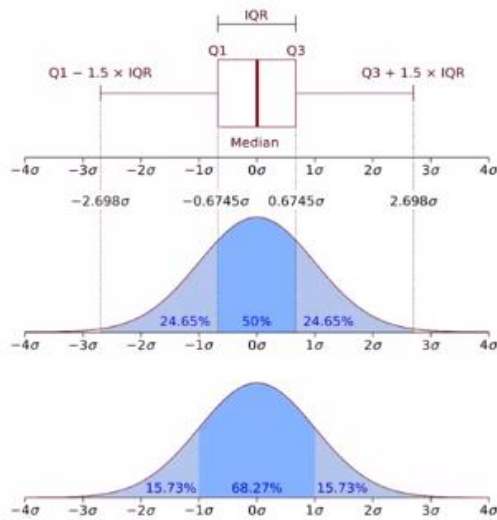 IQR
Q1 Q3
Q1 − 1.5 × IQR Q3 + 1.5 × IQR
Median
−4σ −3σ −2σ −1σ 0σ 1σ 2σ 3σ 4σ
−2.698σ −0.6745σ 0.6745σ 2.698σ
24.65% 50% 24.65%
−4σ −3σ −2σ −1σ 0σ 1σ 2σ 3σ 4σ
15.73% 68.27% 15.73%
−4σ −3σ −2σ −1σ 0σ 1σ 2σ 3σ 4σ